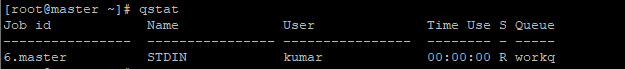 [root@master ~]# qstat
Job id            Name             User              Time Use S Queue
----------------  ---------------- ----------------  -------- - -----
6.master          STDIN            kumar             00:00:00 R workq